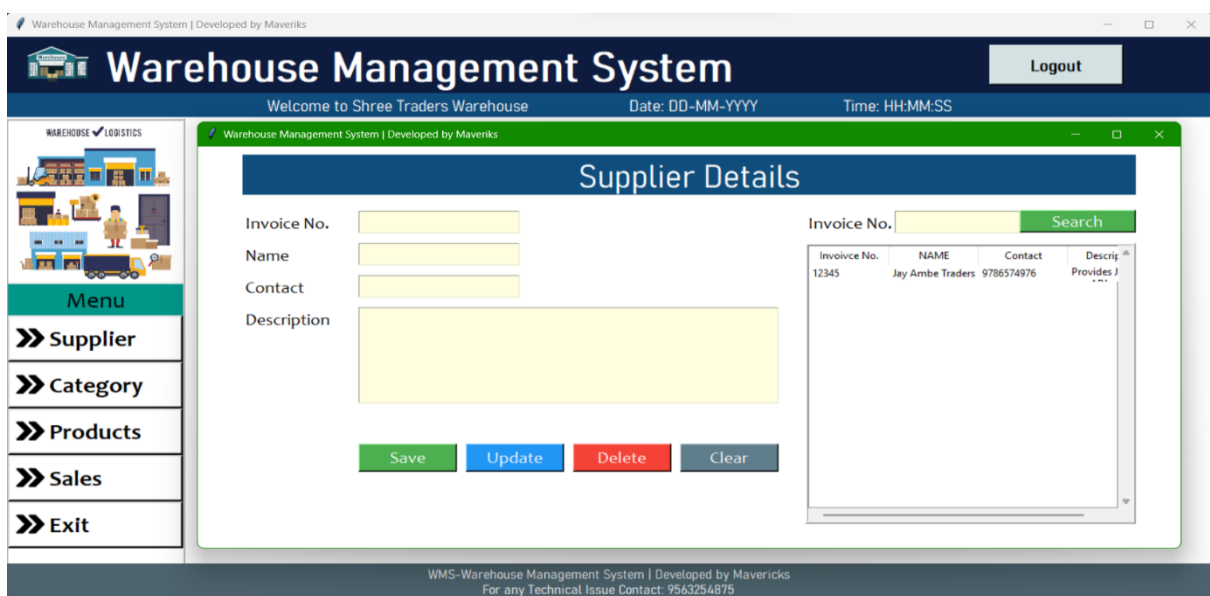 Warehouse Management System | Developed by Maveriks
Warehouse Management System
Logout
Welcome to Shree Traders Warehouse Date: DD-MM-YYYY Time: HH:MM:SS
WAREHOUSE LOGISTICS
Menu
Supplier
Category
Products
Sales
Exit
Warehouse Management System | Developed by Maveriks
Supplier Details
Invoice No.
Name
Contact
Description
Save Update Delete Clear
Invoice No. Search
Invoivce No. NAME Contact Descrip
12345 Jay Ambe Traders 9786574976 Provides J
WMS-Warehouse Management System | Developed by Mavericks
For any Technical Issue Contact: 9563254875